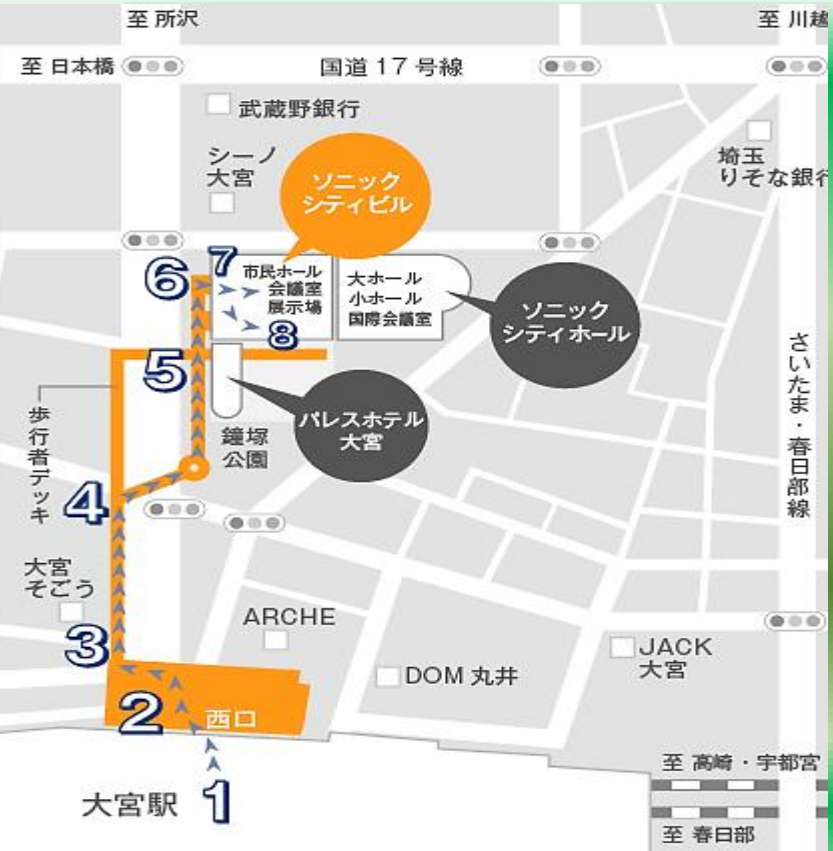 至 所沢
至 川越
至 日本橋
国道 17 号線
武蔵野銀行
シーノ
大宮
ソニック
シティビル
埼玉
りそな銀行
6
7
市民ホール
会議室
展示場
8
大ホール
小ホール
国際会議室
ソニック
シティホール
5
パレスホテル
大宮
鐘塚
公園
歩行者デッキ
さいたま・春日部線
4
大宮
そごう
3
ARCHE
DOM 丸井
JACK
大宮
2
西口
1
大宮駅
至 高崎・宇都宮
至 春日部